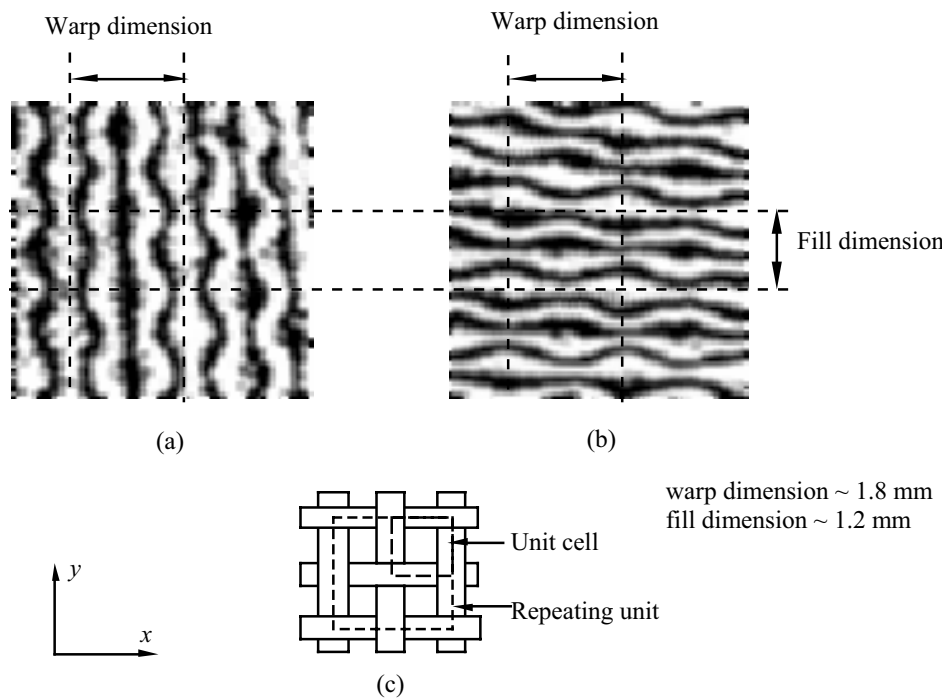 Warp dimension
Warp dimension
Fill dimension
(a)
(b)
warp dimension ~ 1.8 mm
fill dimension ~ 1.2 mm
Unit cell
y
Repeating unit
x
(c)